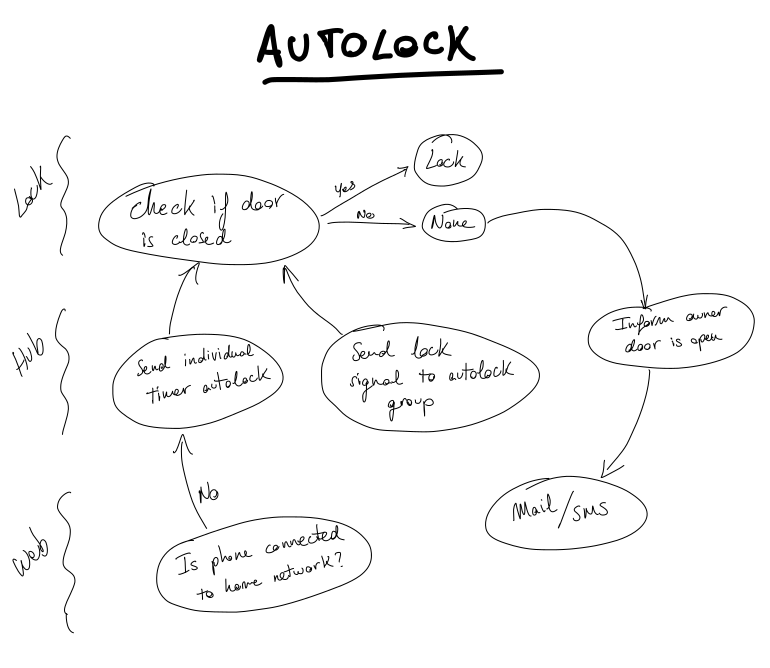 AUTOLOCK
Lock
Check if door
is closed
Yes
No
Lock
None
Hub
Send individual
timer autolock
Send lock
signal to autolock
group
Inform owner
door is open
No
Web
Is phone connected
to home network?
Mail/SMS